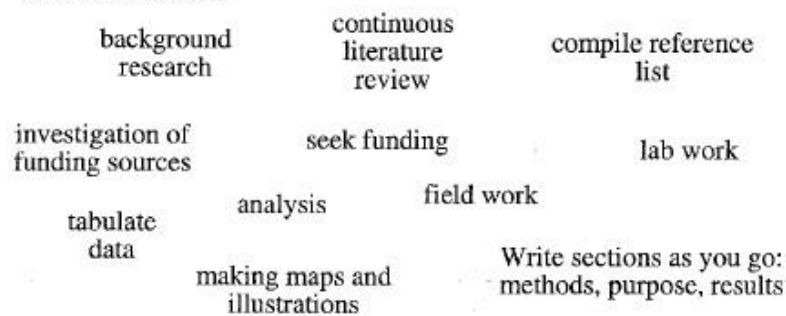 background
research
continuous
literature
review
compile reference
list
investigation of
funding sources
seek funding
lab work
tabulate
data
analysis
field work
making maps and
illustrations
Write sections as you go:
methods, purpose, results